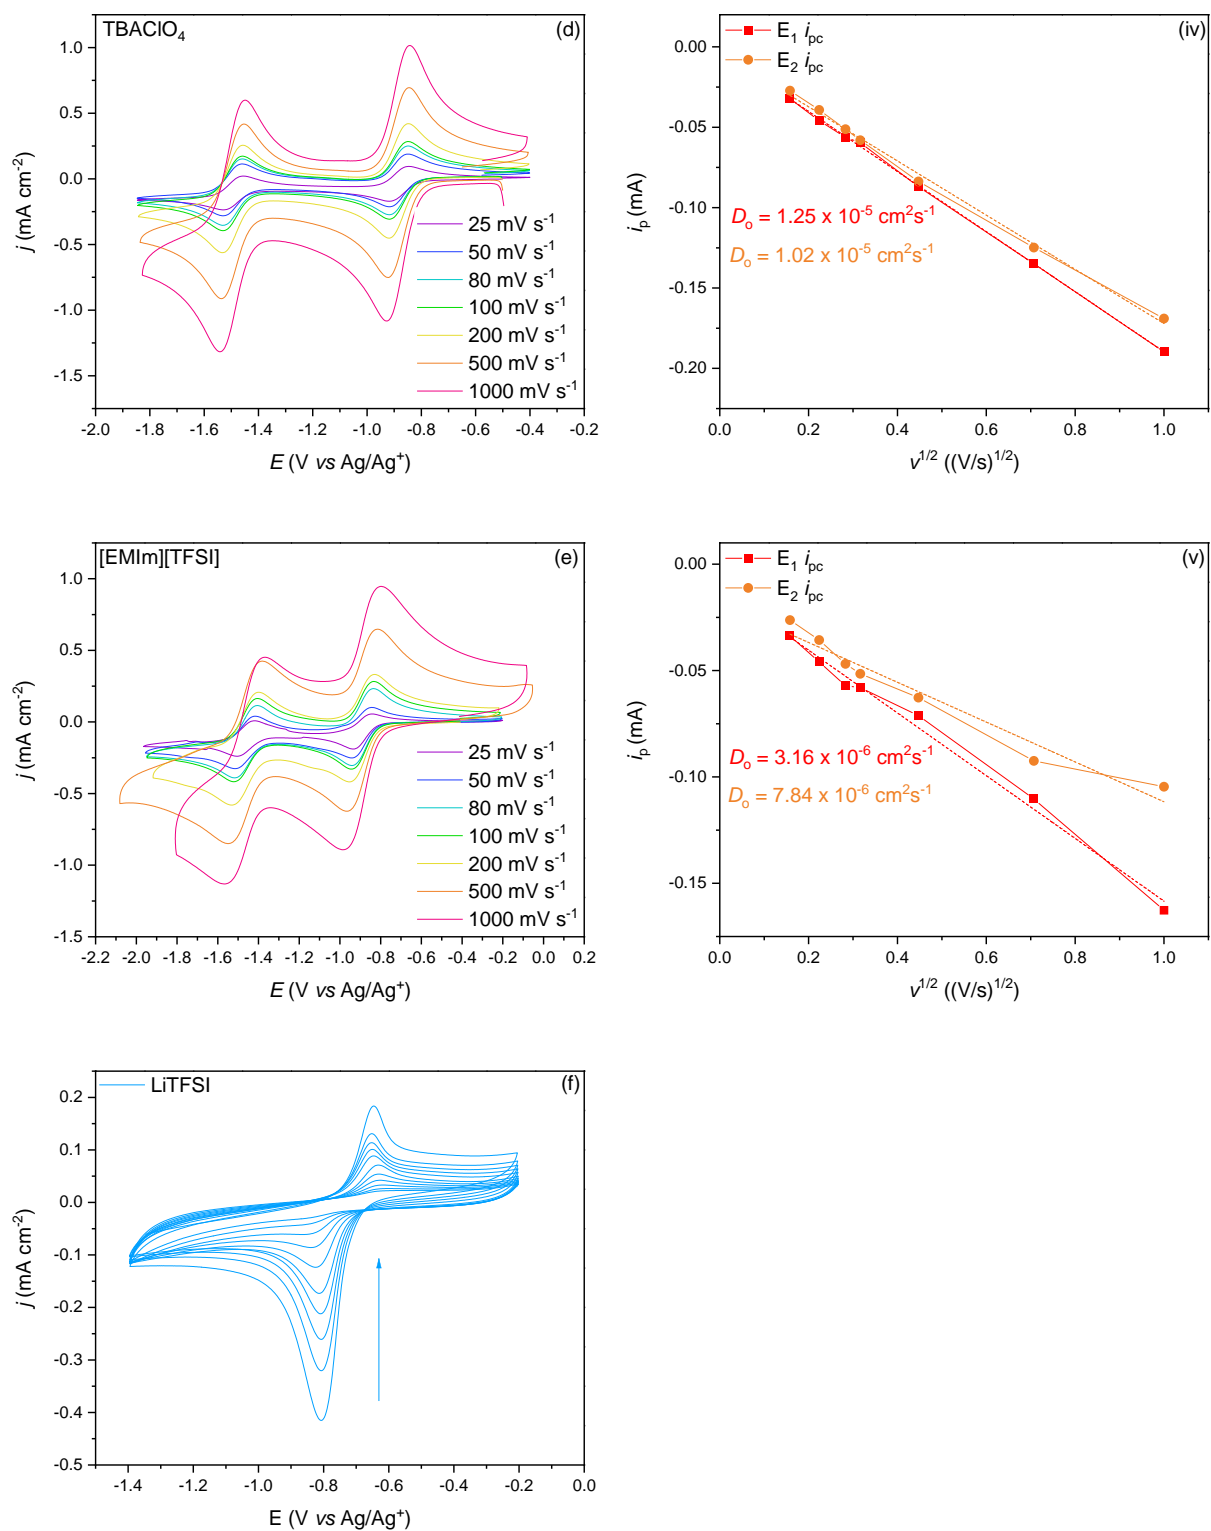 TBAClO₄
(d)
1.0
0.5
0.0
-0.5
-1.0
-1.5
j (mA cm⁻²)
25 mV s⁻¹
50 mV s⁻¹
80 mV s⁻¹
100 mV s⁻¹
200 mV s⁻¹
500 mV s⁻¹
1000 mV s⁻¹
-2.0 -1.8 -1.6 -1.4 -1.2 -1.0 -0.8 -0.6 -0.4 -0.2
E (V vs Ag/Ag⁺)
E₁ iₚc
E₂ iₚc
(iv)
0.00
-0.05
-0.10
-0.15
-0.20
iₚ (mA)
Dₒ = 1.25 x 10⁻⁵ cm²s⁻¹
Dₒ = 1.02 x 10⁻⁵ cm²s⁻¹
0.0 0.2 0.4 0.6 0.8 1.0
v¹ᐟ² ((V/s)¹ᐟ²)
[EMIm][TFSI]
(e)
1.0
0.5
0.0
-0.5
-1.0
-1.5
j (mA cm⁻²)
25 mV s⁻¹
50 mV s⁻¹
80 mV s⁻¹
100 mV s⁻¹
200 mV s⁻¹
500 mV s⁻¹
1000 mV s⁻¹
-2.2 -2.0 -1.8 -1.6 -1.4 -1.2 -1.0 -0.8 -0.6 -0.4 -0.2 0.0 0.2
E (V vs Ag/Ag⁺)
E₁ iₚc
E₂ iₚc
(v)
0.00
-0.05
-0.10
-0.15
iₚ (mA)
Dₒ = 3.16 x 10⁻⁶ cm²s⁻¹
Dₒ = 7.84 x 10⁻⁶ cm²s⁻¹
0.0 0.2 0.4 0.6 0.8 1.0
v¹ᐟ² ((V/s)¹ᐟ²)
LiTFSI
(f)
0.2
0.1
0.0
-0.1
-0.2
-0.3
-0.4
-0.5
j (mA cm⁻²)
-1.4 -1.2 -1.0 -0.8 -0.6 -0.4 -0.2 0.0
E (V vs Ag/Ag⁺)